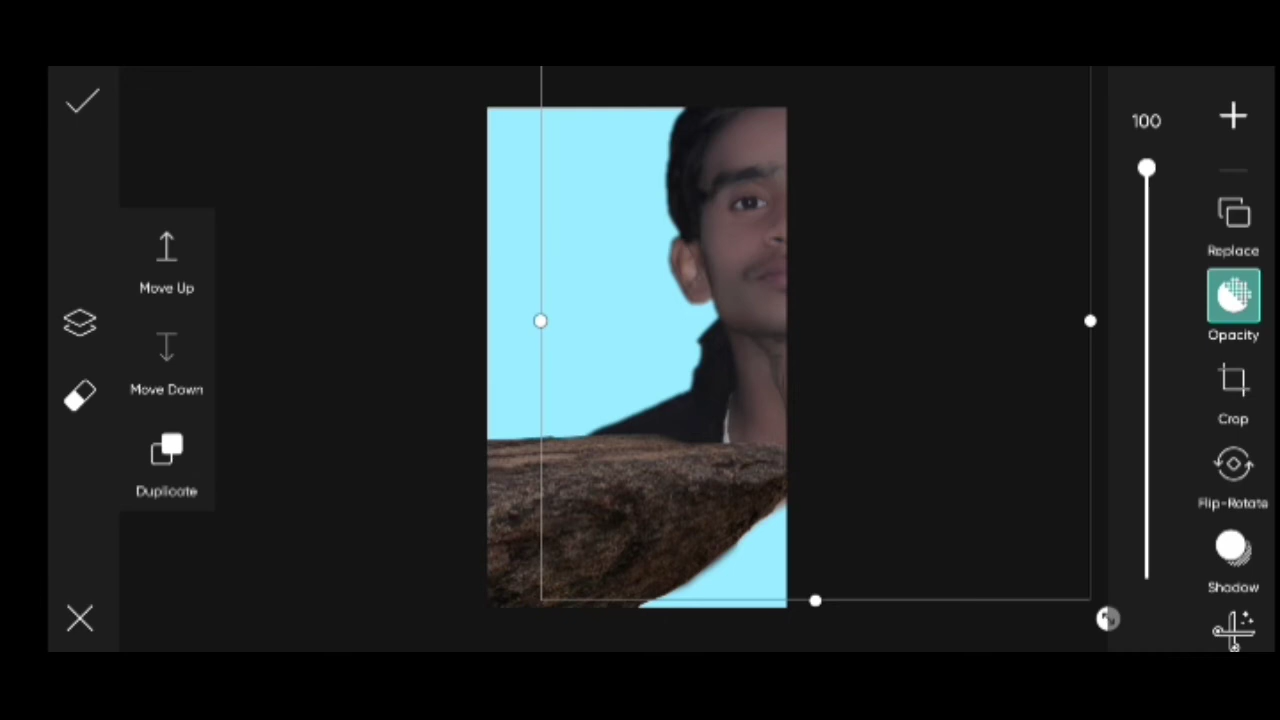 100
Replace
Move Up
Opacity
Move Down
Crop
Duplicate
Flip-Rotate
Shadow